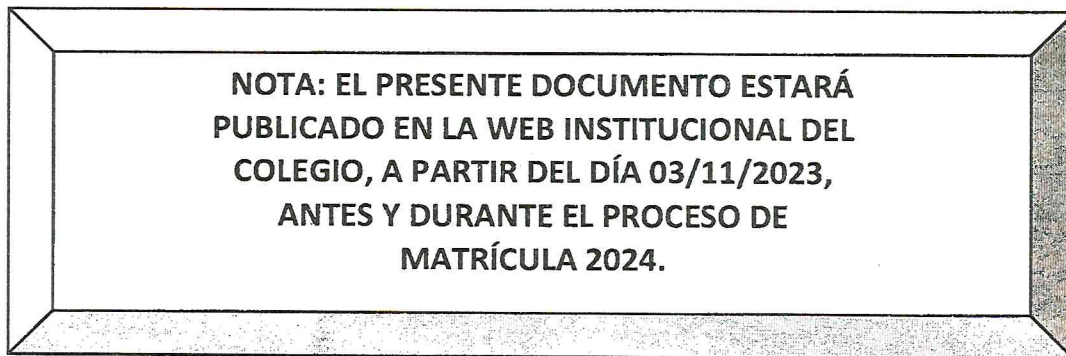 NOTA: EL PRESENTE DOCUMENTO ESTARÁ
PUBLICADO EN LA WEB INSTITUCIONAL DEL
COLEGIO, A PARTIR DEL DÍA 03/11/2023,
ANTES Y DURANTE EL PROCESO DE
MATRÍCULA 2024.